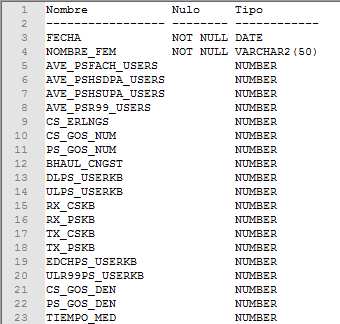 1 Nombre Nulo Tipo
2 ----------------- -------- ------------
3 FECHA NOT NULL DATE
4 NOMBRE_FEM NOT NULL VARCHAR2(50)
5 AVE_PSFACH_USERS NUMBER
6 AVE_PSHSDPA_USERS NUMBER
7 AVE_PSHSUPA_USERS NUMBER
8 AVE_PSR99_USERS NUMBER
9 CS_ERLNGS NUMBER
10 CS_GOS_NUM NUMBER
11 PS_GOS_NUM NUMBER
12 BHAUL_CNGST NUMBER
13 DLPS_USERKB NUMBER
14 ULPS_USERKB NUMBER
15 RX_CSKB NUMBER
16 RX_PSKB NUMBER
17 TX_CSKB NUMBER
18 TX_PSKB NUMBER
19 EDCHPS_USERKB NUMBER
20 ULR99PS_USERKB NUMBER
21 CS_GOS_DEN NUMBER
22 PS_GOS_DEN NUMBER
23 TIEMPO_MED NUMBER